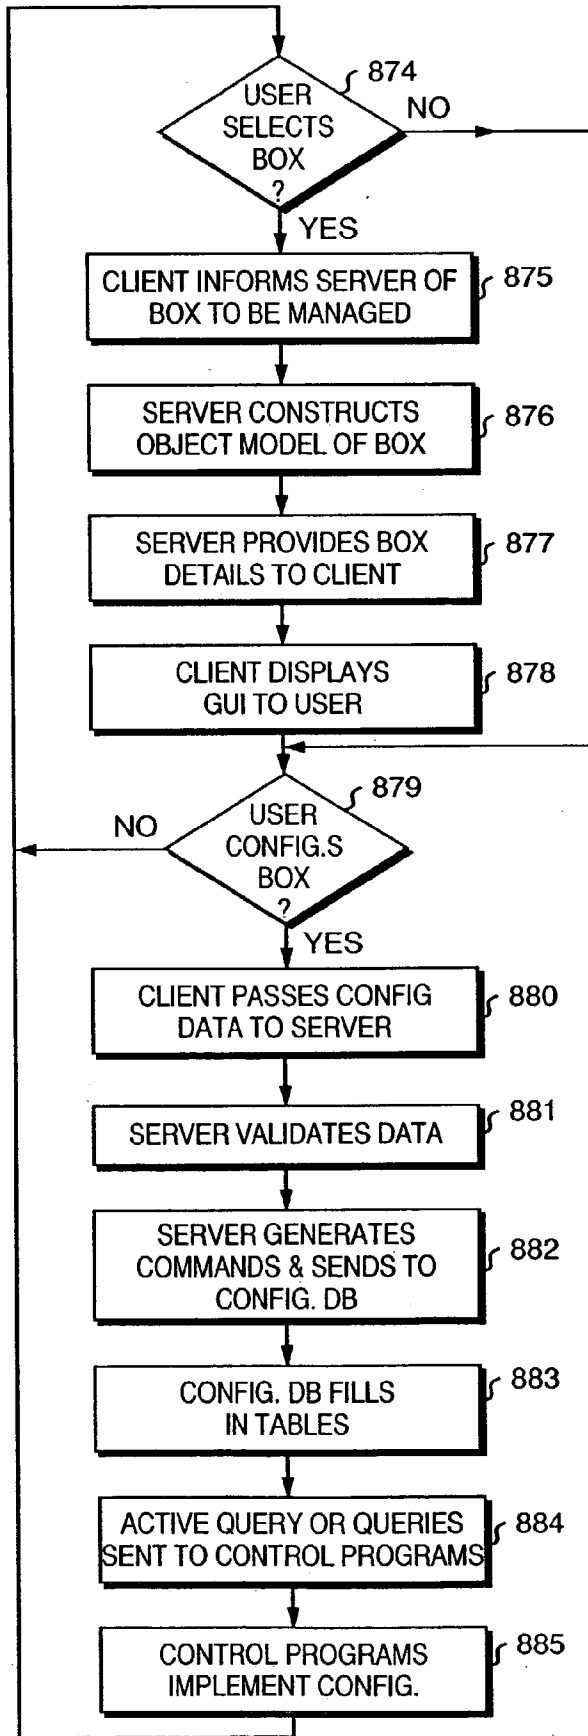 874
USER
SELECTS
BOX
?
NO
YES
CLIENT INFORMS SERVER OF
BOX TO BE MANAGED
875
SERVER CONSTRUCTS
OBJECT MODEL OF BOX
876
SERVER PROVIDES BOX
DETAILS TO CLIENT
877
CLIENT DISPLAYS
GUI TO USER
878
879
USER
CONFIG.S
BOX
?
NO
YES
CLIENT PASSES CONFIG
DATA TO SERVER
880
SERVER VALIDATES DATA
881
SERVER GENERATES
COMMANDS & SENDS TO
CONFIG. DB
882
CONFIG. DB FILLS
IN TABLES
883
ACTIVE QUERY OR QUERIES
SENT TO CONTROL PROGRAMS
884
CONTROL PROGRAMS
IMPLEMENT CONFIG.
885